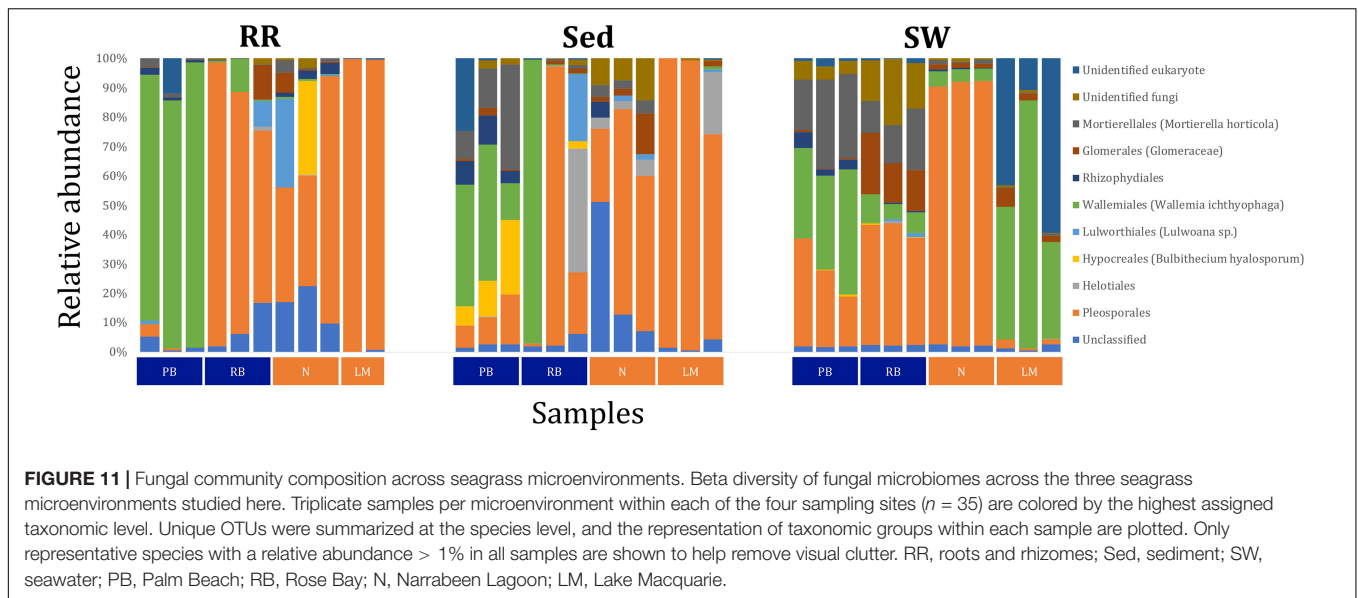 RR Sed SW
100%
90%
80%
70%
60%
50%
40%
30%
20%
10%
0%
Relative abundance
PB RB N LM PB RB N LM PB RB N LM
Samples
Unidentified eukaryote
Unidentified fungi
Mortierellales (Mortierella horticola)
Glomerales (Glomeraceae)
Rhizophydiales
Wallemiales (Wallemia ichthyophaga)
Lulworthiales (Lulwoana sp.)
Hypocreales (Bulbithecium hyalosporum)
Helotiales
Pleosporales
Unclassified
FIGURE 11 | Fungal community composition across seagrass microenvironments. Beta diversity of fungal microbiomes across the three seagrass
microenvironments studied here. Triplicate samples per microenvironment within each of the four sampling sites (n = 35) are colored by the highest assigned
taxonomic level. Unique OTUs were summarized at the species level, and the representation of taxonomic groups within each sample are plotted. Only
representative species with a relative abundance > 1% in all samples are shown to help remove visual clutter. RR, roots and rhizomes; Sed, sediment; SW,
seawater; PB, Palm Beach; RB, Rose Bay; N, Narrabeen Lagoon; LM, Lake Macquarie.